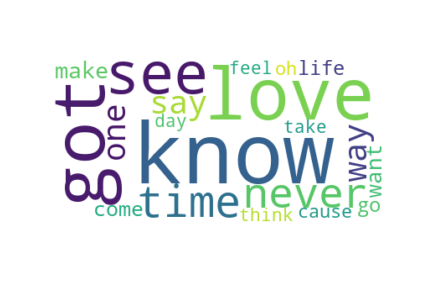 make
see
feel
oh
life
got
one
say
love
day
know
take
way
want
time
never
go
come
think
cause